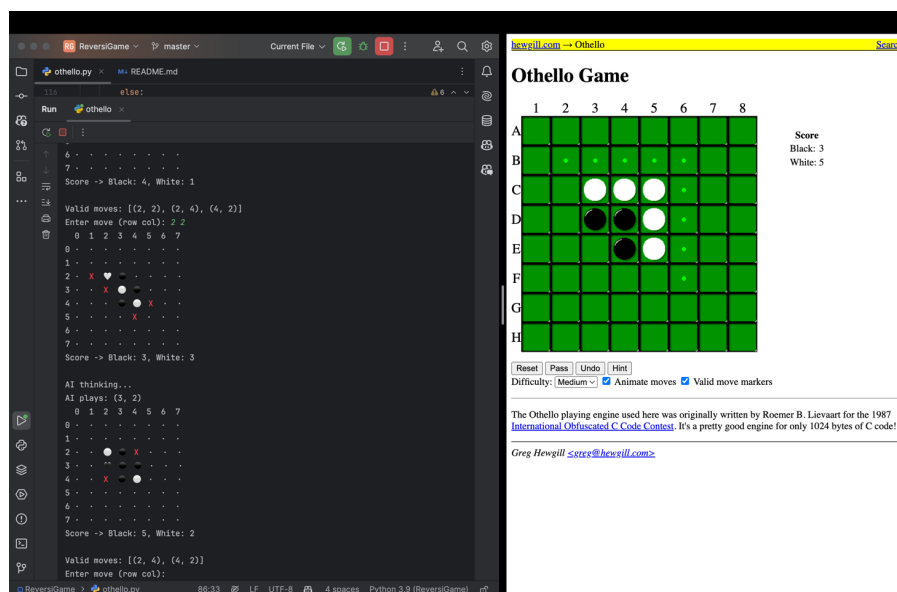 RG ReversiGame master Current File
othello.py README.md
116 else: 6
Run othello
6 · · · · · · · ·
7 · · · · · · · ·
Score -> Black: 4, White: 1
Valid moves: [(2, 2), (2, 4), (4, 2)]
Enter move (row col): 2 2
0 1 2 3 4 5 6 7
0 · · · · · · · ·
1 · · · · · · · ·
2 · X 🤍 ⚫ · · · ·
3 · · X ⚪ ⚫ · · ·
4 · · · ⚫ ⚪ X · ·
5 · · · · X · · ·
6 · · · · · · · ·
7 · · · · · · · ·
Score -> Black: 3, White: 3
AI thinking...
AI plays: (3, 2)
0 1 2 3 4 5 6 7
0 · · · · · · · ·
1 · · · · · · · ·
2 · · ⚪ ⚫ X · · ·
3 · · ⚫ ⚫ · · ·
4 · · X ⚫ ⚪ · · ·
5 · · · · · · · ·
6 · · · · · · · ·
7 · · · · · · · ·
Score -> Black: 5, White: 2
Valid moves: [(2, 4), (4, 2)]
Enter move (row col):
ReversiGame > othello.py 86:33 LF UTF-8 4 spaces Python 3.9 (ReversiGame)
hewgill.com → Othello
Othello Game
1 2 3 4 5 6 7 8
A
B
C
D
E
F
G
H
Score
Black: 3
White: 5
Reset Pass Undo Hint
Difficulty: Medium Animate moves Valid move markers
The Othello playing engine used here was originally written by Roemer B. Lievaart for the 1987
International Obfuscated C Code Contest. It's a pretty good engine for only 1024 bytes of C code!
Greg Hewgill <greg@hewgill.com>